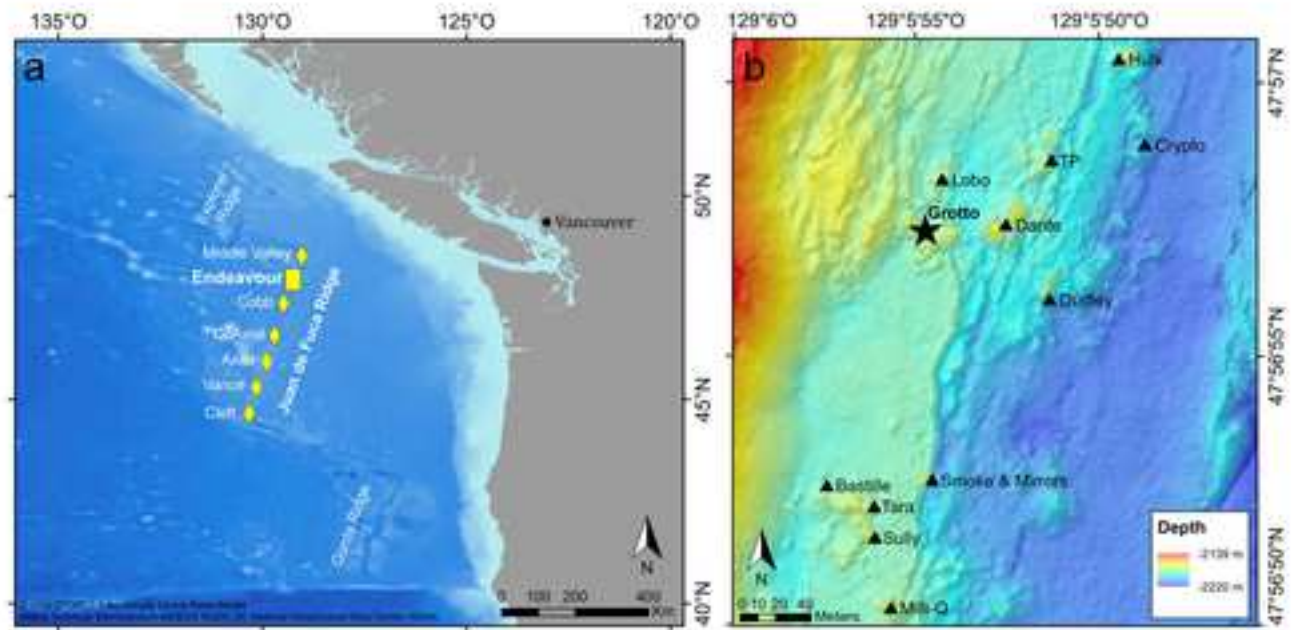 135°O 130°O 125°O 120°O
a
50°N
45°N
40°N
Vancouver
Middle Valley
Endeavour
Cobb
Axial
Vance
Cleft
Juan de Fuca Ridge
Ridge
Gorda Ridge
N
0 100 200 400
Km
129°6'O 129°5'55"O 129°5'50"O
b
47°57'N
47°56'55"N
47°56'50"N
Hulk
Crypto
TP
Lobo
Grotto
Dante
Dudley
Bastille
Smoke & Mirrors
Tara
Sully
Milli-Q
N
0 10 20 40
Meters
Depth
-2220 m